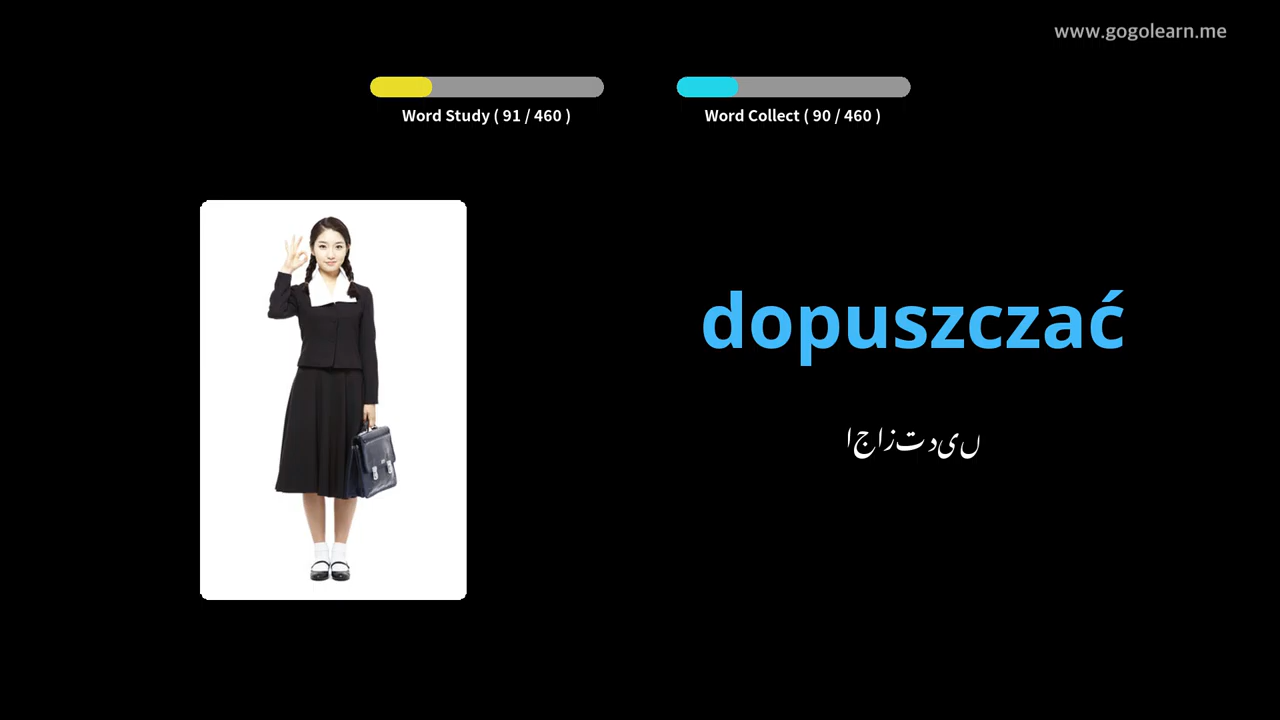 www.gogolearn.me
Word Study ( 91 / 460 )
Word Collect ( 90 / 460 )
dopuszczać
اجازت دیں